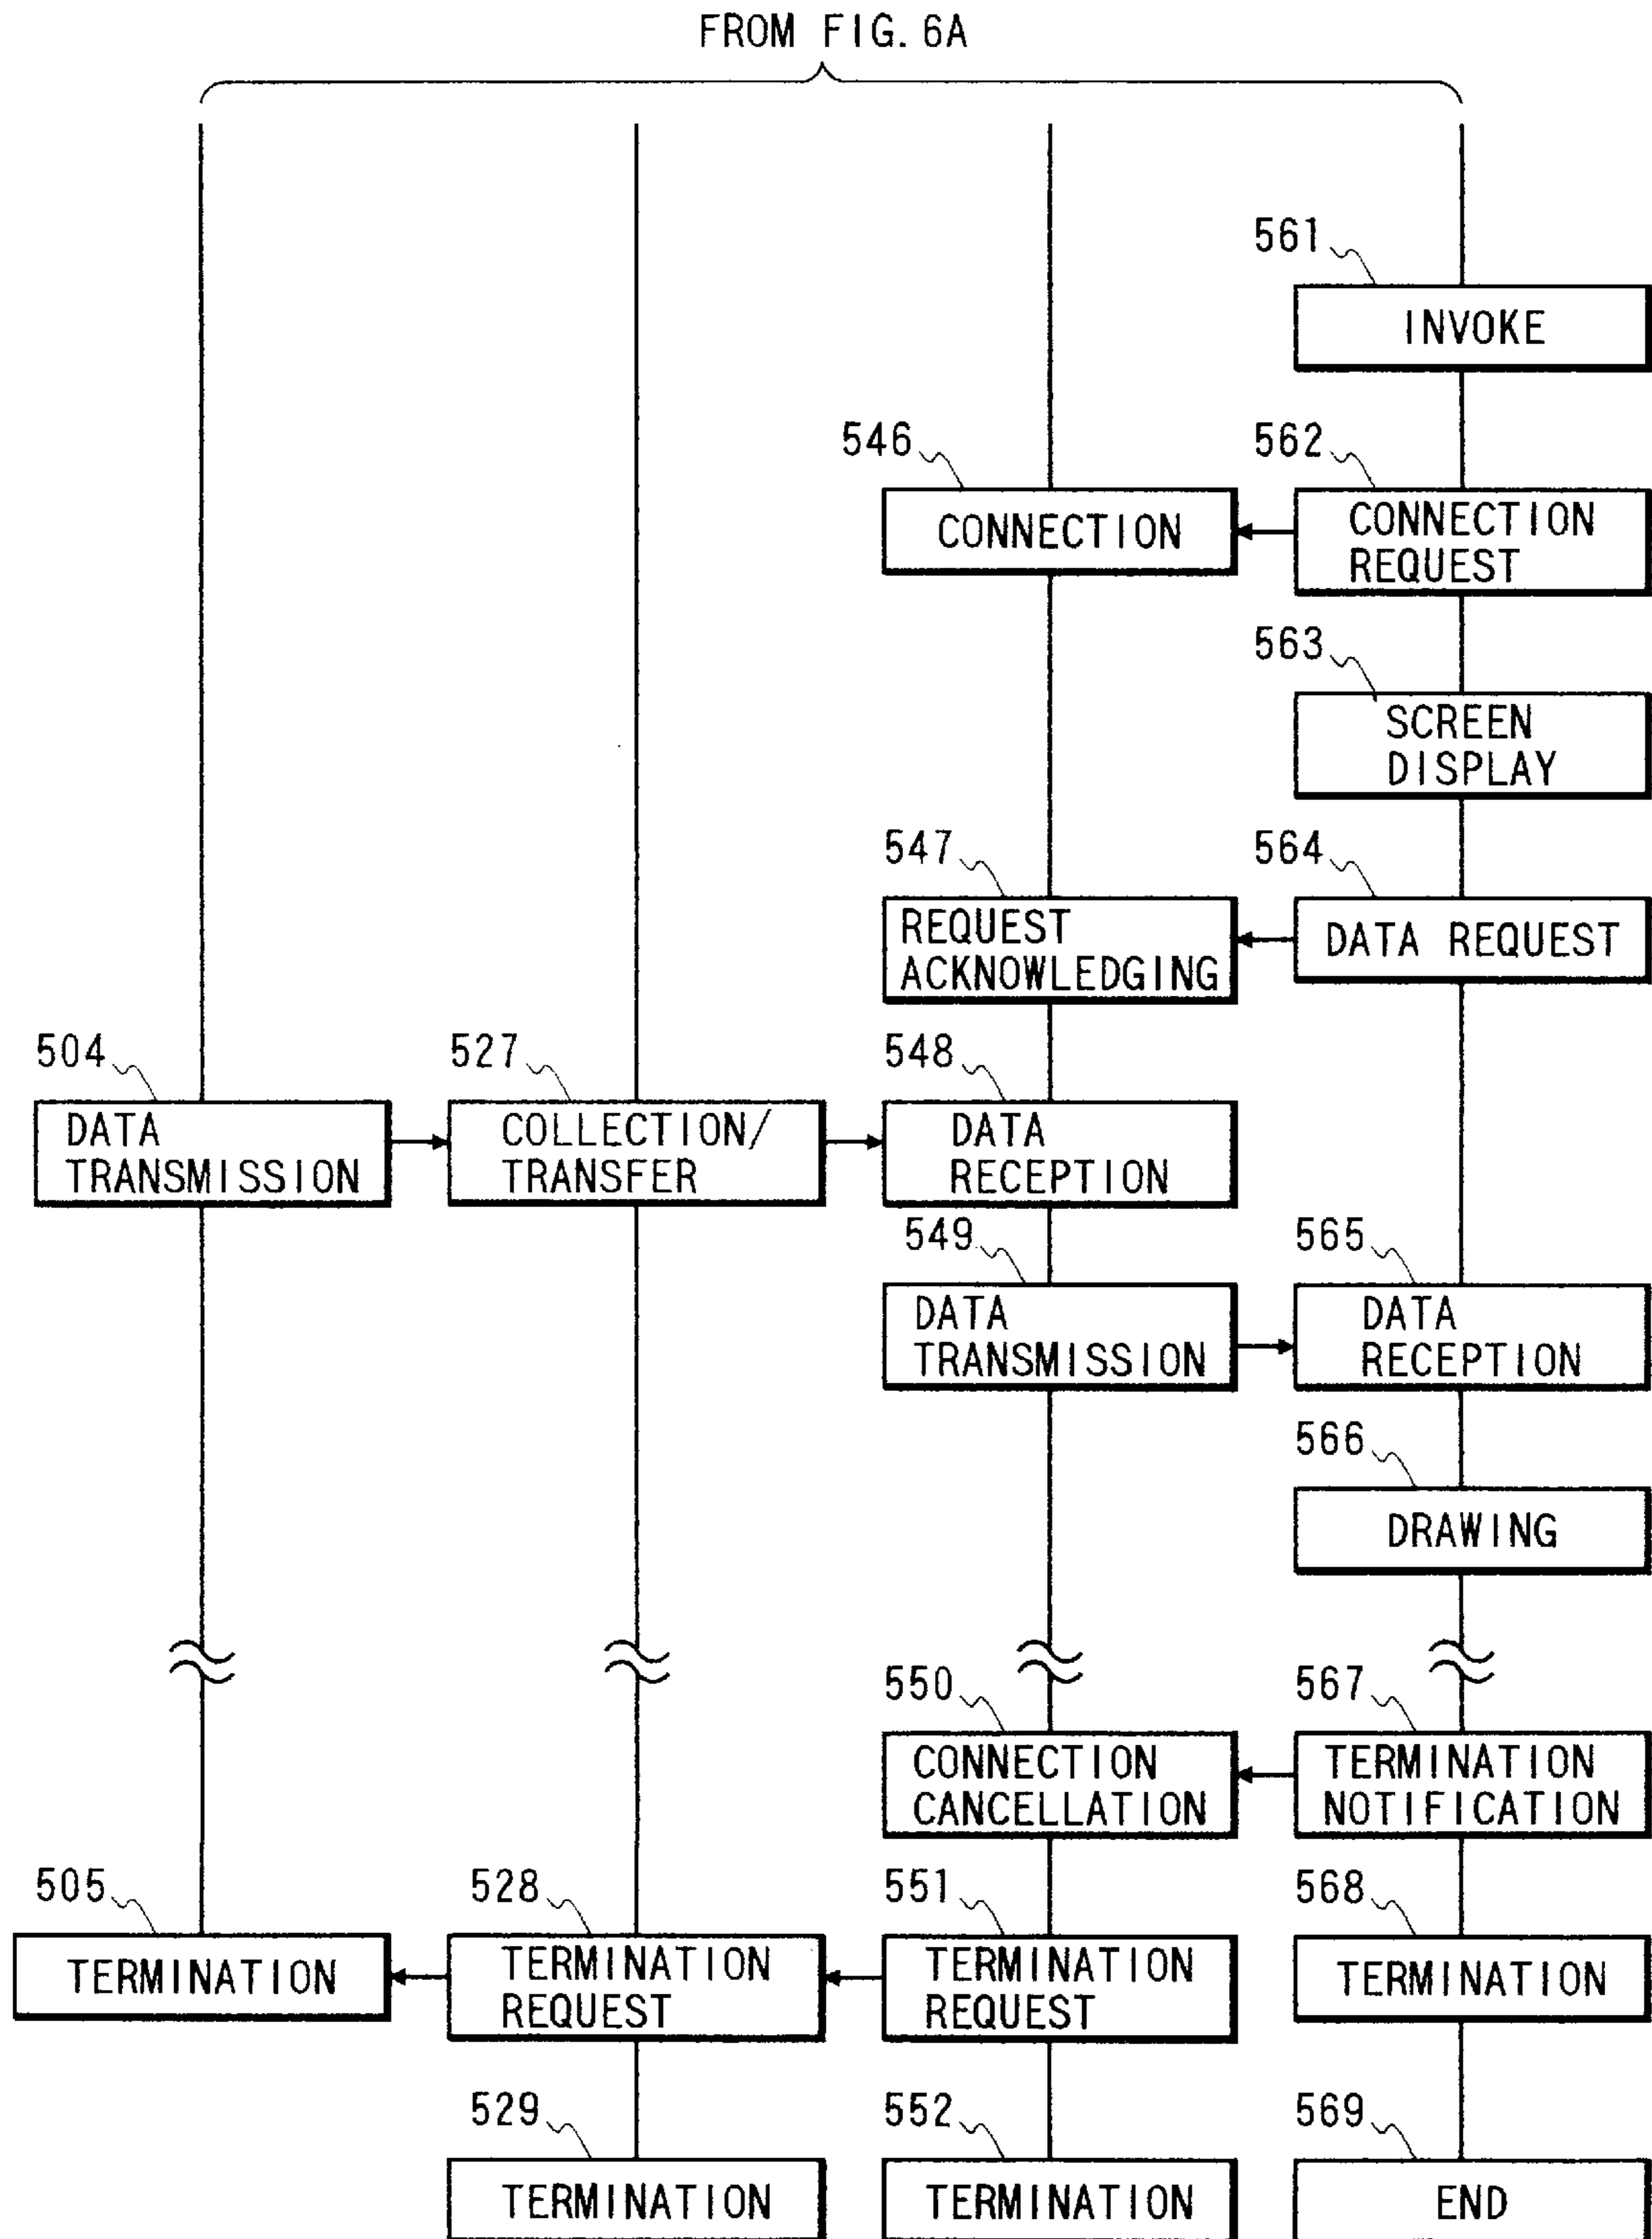 FROM FIG. 6A
561
INVOKE
546
562
CONNECTION
CONNECTION
REQUEST
563
SCREEN
DISPLAY
547
564
REQUEST
ACKNOWLEDGING
DATA REQUEST
504
527
548
DATA
TRANSMISSION
COLLECTION/
TRANSFER
DATA
RECEPTION
549
565
DATA
TRANSMISSION
DATA
RECEPTION
566
DRAWING
550
567
CONNECTION
CANCELLATION
TERMINATION
NOTIFICATION
505
528
551
568
TERMINATION
TERMINATION
REQUEST
TERMINATION
REQUEST
TERMINATION
529
552
569
TERMINATION
TERMINATION
END